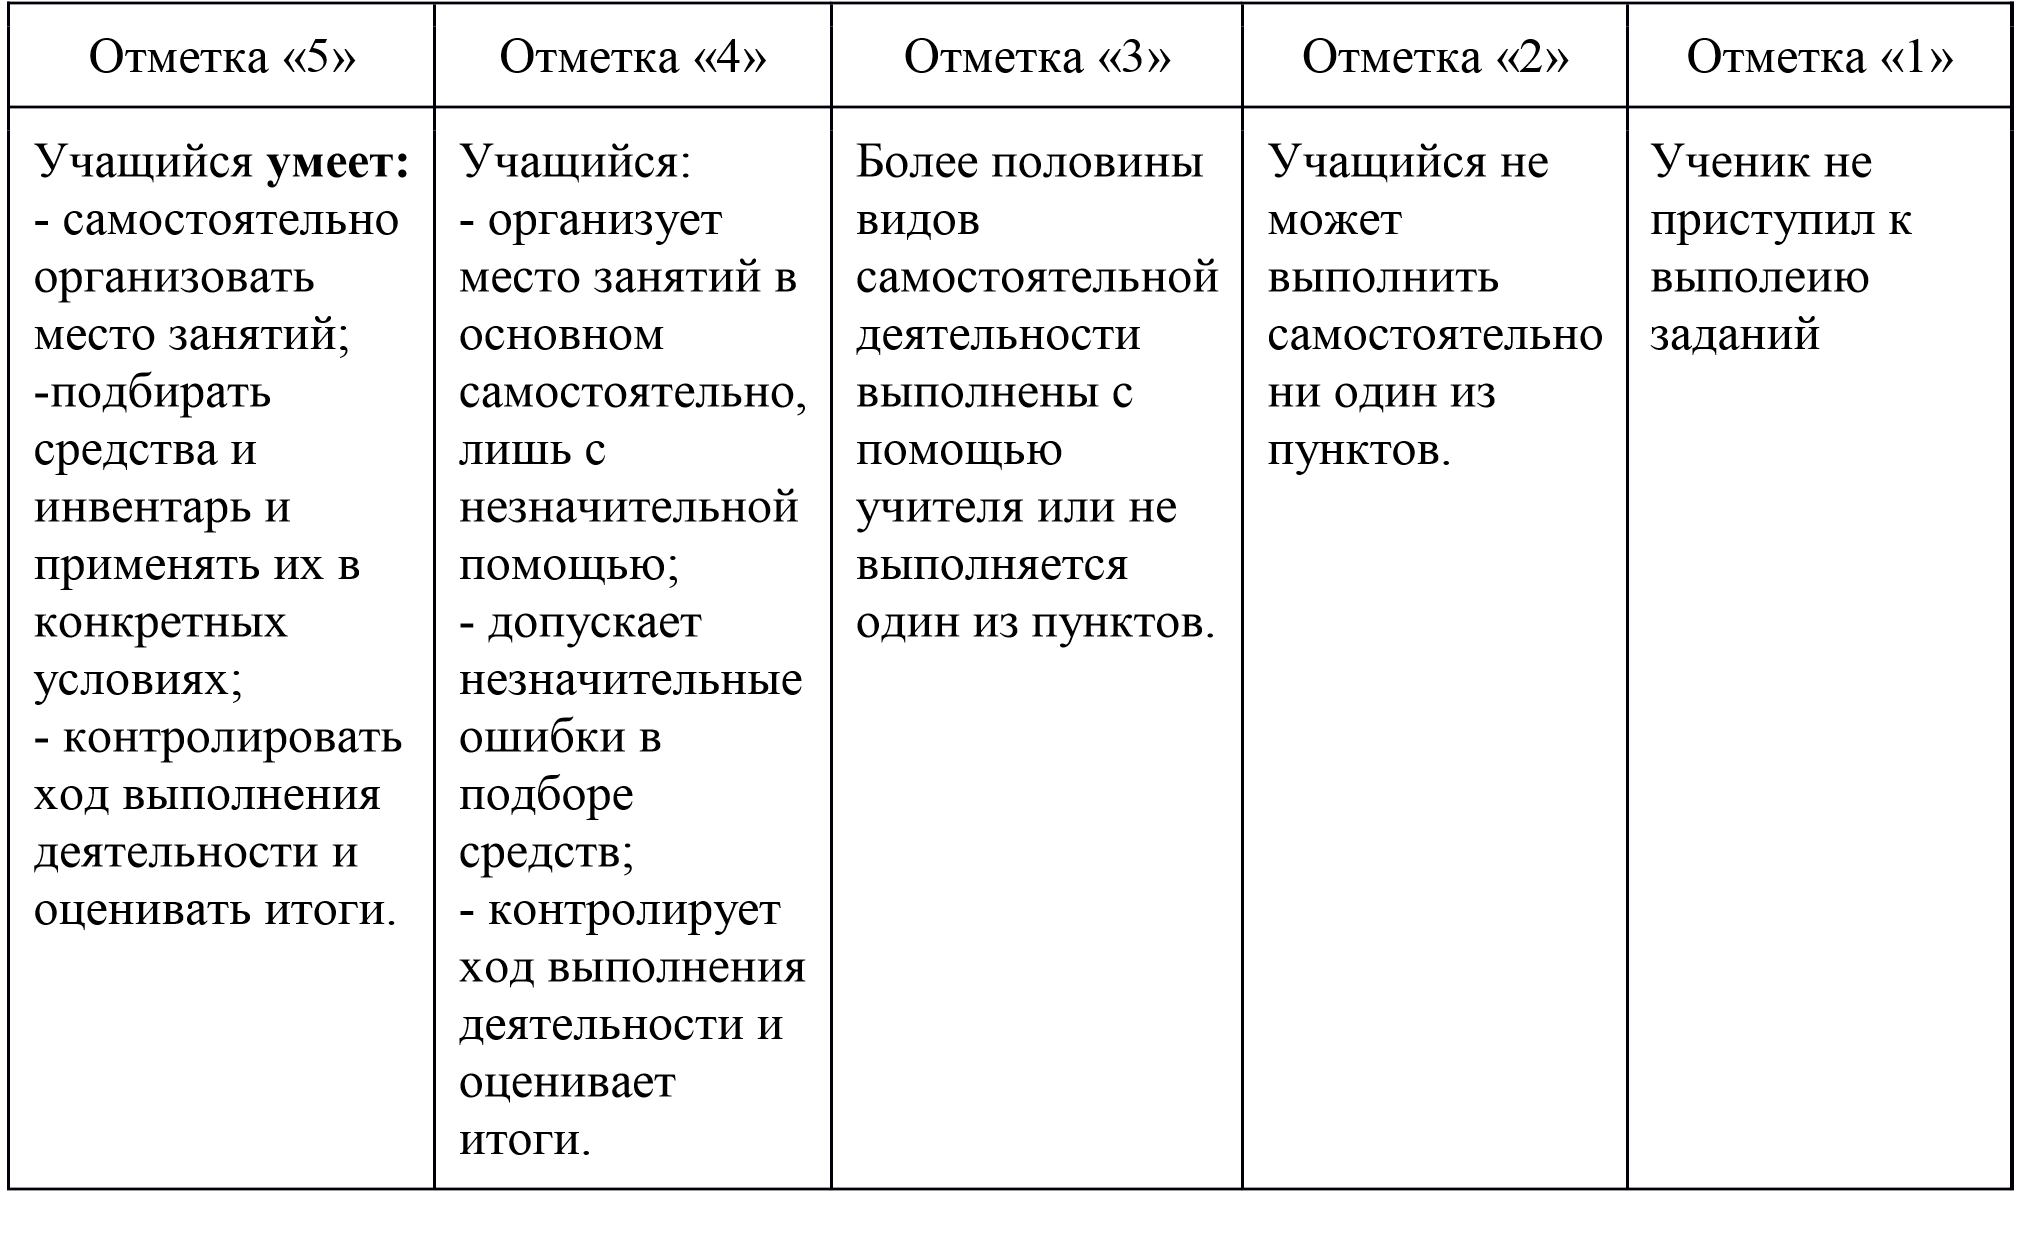 Отметка «5»
Отметка «4»
Отметка «3»
Отметка «2»
Отметка «1»
Учащийся умеет:
- самостоятельно
организовать
место занятий;
-подбирать
средства и
инвентарь и
применять их в
конкретных
условиях;
- контролировать
ход выполнения
деятельности и
оценивать итоги.
Учащийся:
- организует
место занятий в
основном
самостоятельно,
лишь с
незначительной
помощью;
- допускает
незначительные
ошибки в
подборе
средств;
- контролирует
ход выполнения
деятельности и
оценивает
итоги.
Более половины
видов
самостоятельной
деятельности
выполнены с
помощью
учителя или не
выполняется
один из пунктов.
Учащийся не
может
выполнить
самостоятельно
ни один из
пунктов.
Ученик не
приступил к
выполеию
заданий